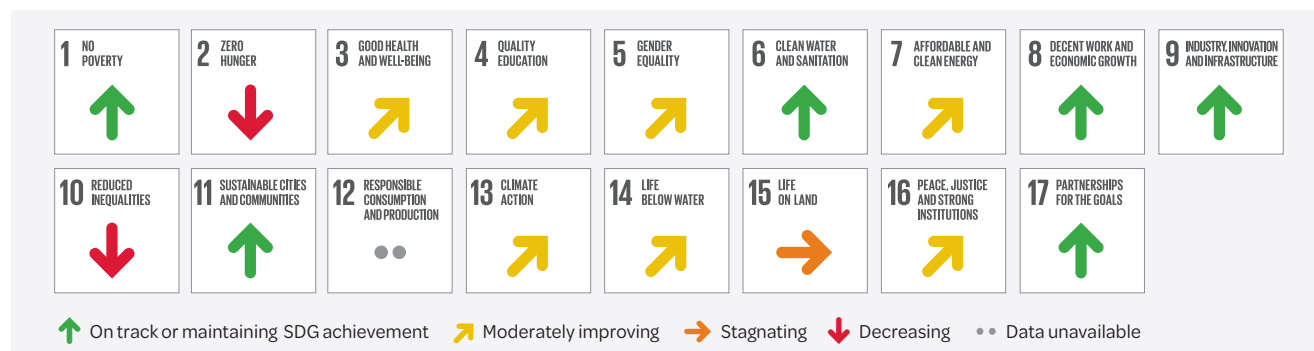 1 NO
POVERTY
2 ZERO
HUNGER
3 GOOD HEALTH
AND WELL-BEING
4 QUALITY
EDUCATION
5 GENDER
EQUALITY
6 CLEAN WATER
AND SANITATION
7 AFFORDABLE AND
CLEAN ENERGY
8 DECENT WORK AND
ECONOMIC GROWTH
9 INDUSTRY, INNOVATION
AND INFRASTRUCTURE
10 REDUCED
INEQUALITIES
11 SUSTAINABLE CITIES
AND COMMUNITIES
12 RESPONSIBLE
CONSUMPTION
AND PRODUCTION
13 CLIMATE
ACTION
14 LIFE
BELOW WATER
15 LIFE
ON LAND
16 PEACE, JUSTICE
AND STRONG
INSTITUTIONS
17 PARTNERSHIPS
FOR THE GOALS
On track or maintaining SDG achievement Moderately improving Stagnating Decreasing Data unavailable